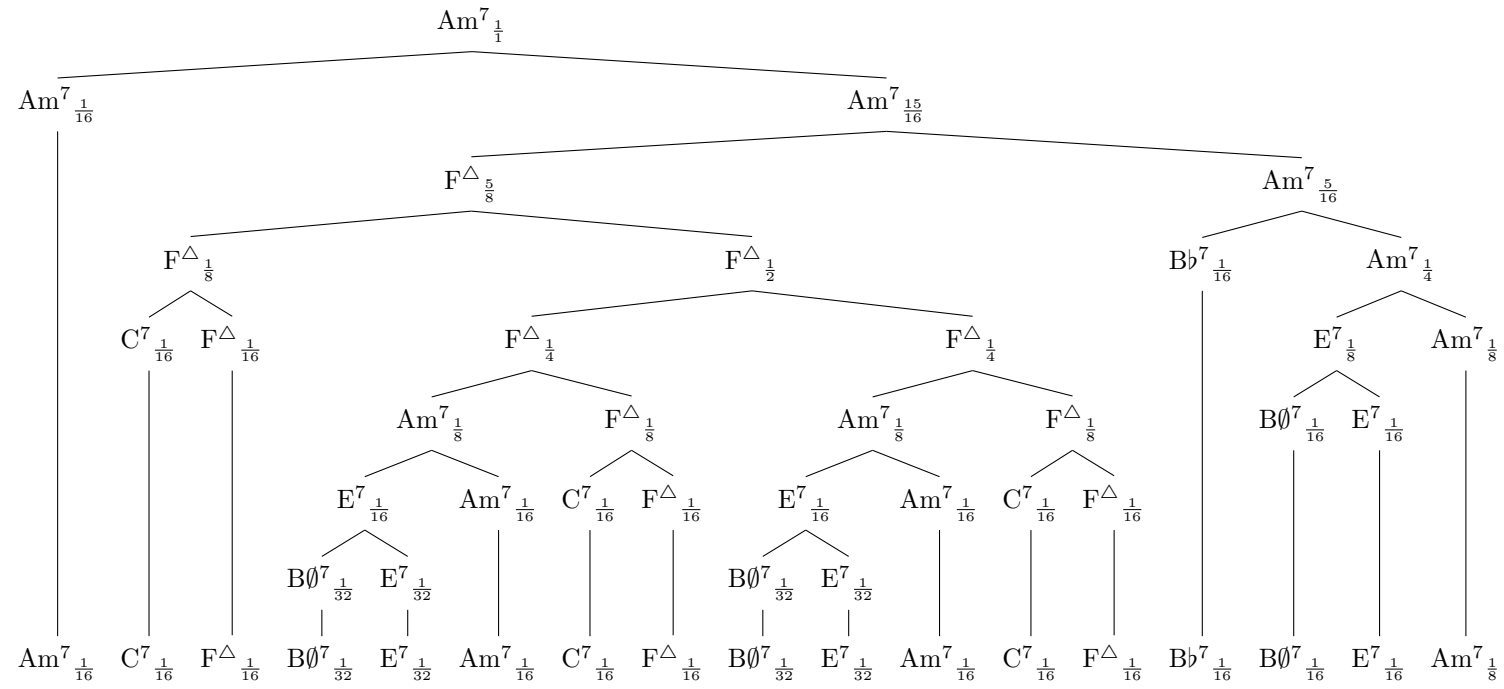 Am⁷ 1/1
Am⁷ 1/16 Am⁷ 15/16
F△ 5/8 Am⁷ 5/16
F△ 1/8 F△ 1/2 B♭⁷ 1/16 Am⁷ 1/4
C⁷ 1/16 F△ 1/16 F△ 1/4 F△ 1/4 E⁷ 1/8 Am⁷ 1/8
Am⁷ 1/8 F△ 1/8 Am⁷ 1/8 F△ 1/8 B∅⁷ 1/16 E⁷ 1/16
E⁷ 1/16 Am⁷ 1/16 C⁷ 1/16 F△ 1/16 E⁷ 1/16 Am⁷ 1/16 C⁷ 1/16 F△ 1/16
B∅⁷ 1/32 E⁷ 1/32 B∅⁷ 1/32 E⁷ 1/32
Am⁷ 1/16 C⁷ 1/16 F△ 1/16 B∅⁷ 1/32 E⁷ 1/32 Am⁷ 1/16 C⁷ 1/16 F△ 1/16 B∅⁷ 1/32 E⁷ 1/32 Am⁷ 1/16 C⁷ 1/16 F△ 1/16 B♭⁷ 1/16 B∅⁷ 1/16 E⁷ 1/16 Am⁷ 1/8